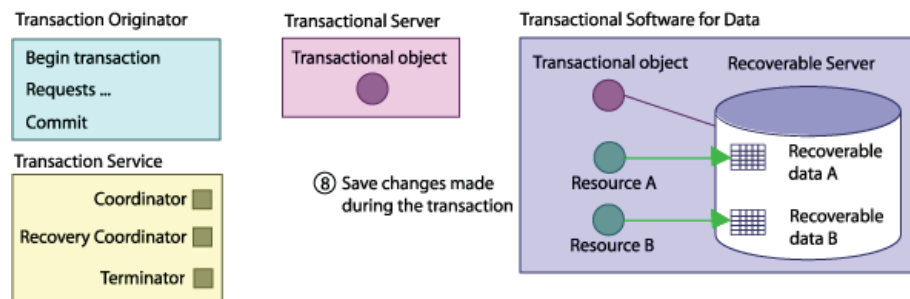 Transaction Originator
Begin transaction
Requests ...
Commit
Transaction Service
Coordinator
Recovery Coordinator
Terminator
Transactional Server
Transactional object
⑧ Save changes made
during the transaction
Transactional Software for Data
Transactional object
Recoverable Server
Resource A
Recoverable
data A
Resource B
Recoverable
data B